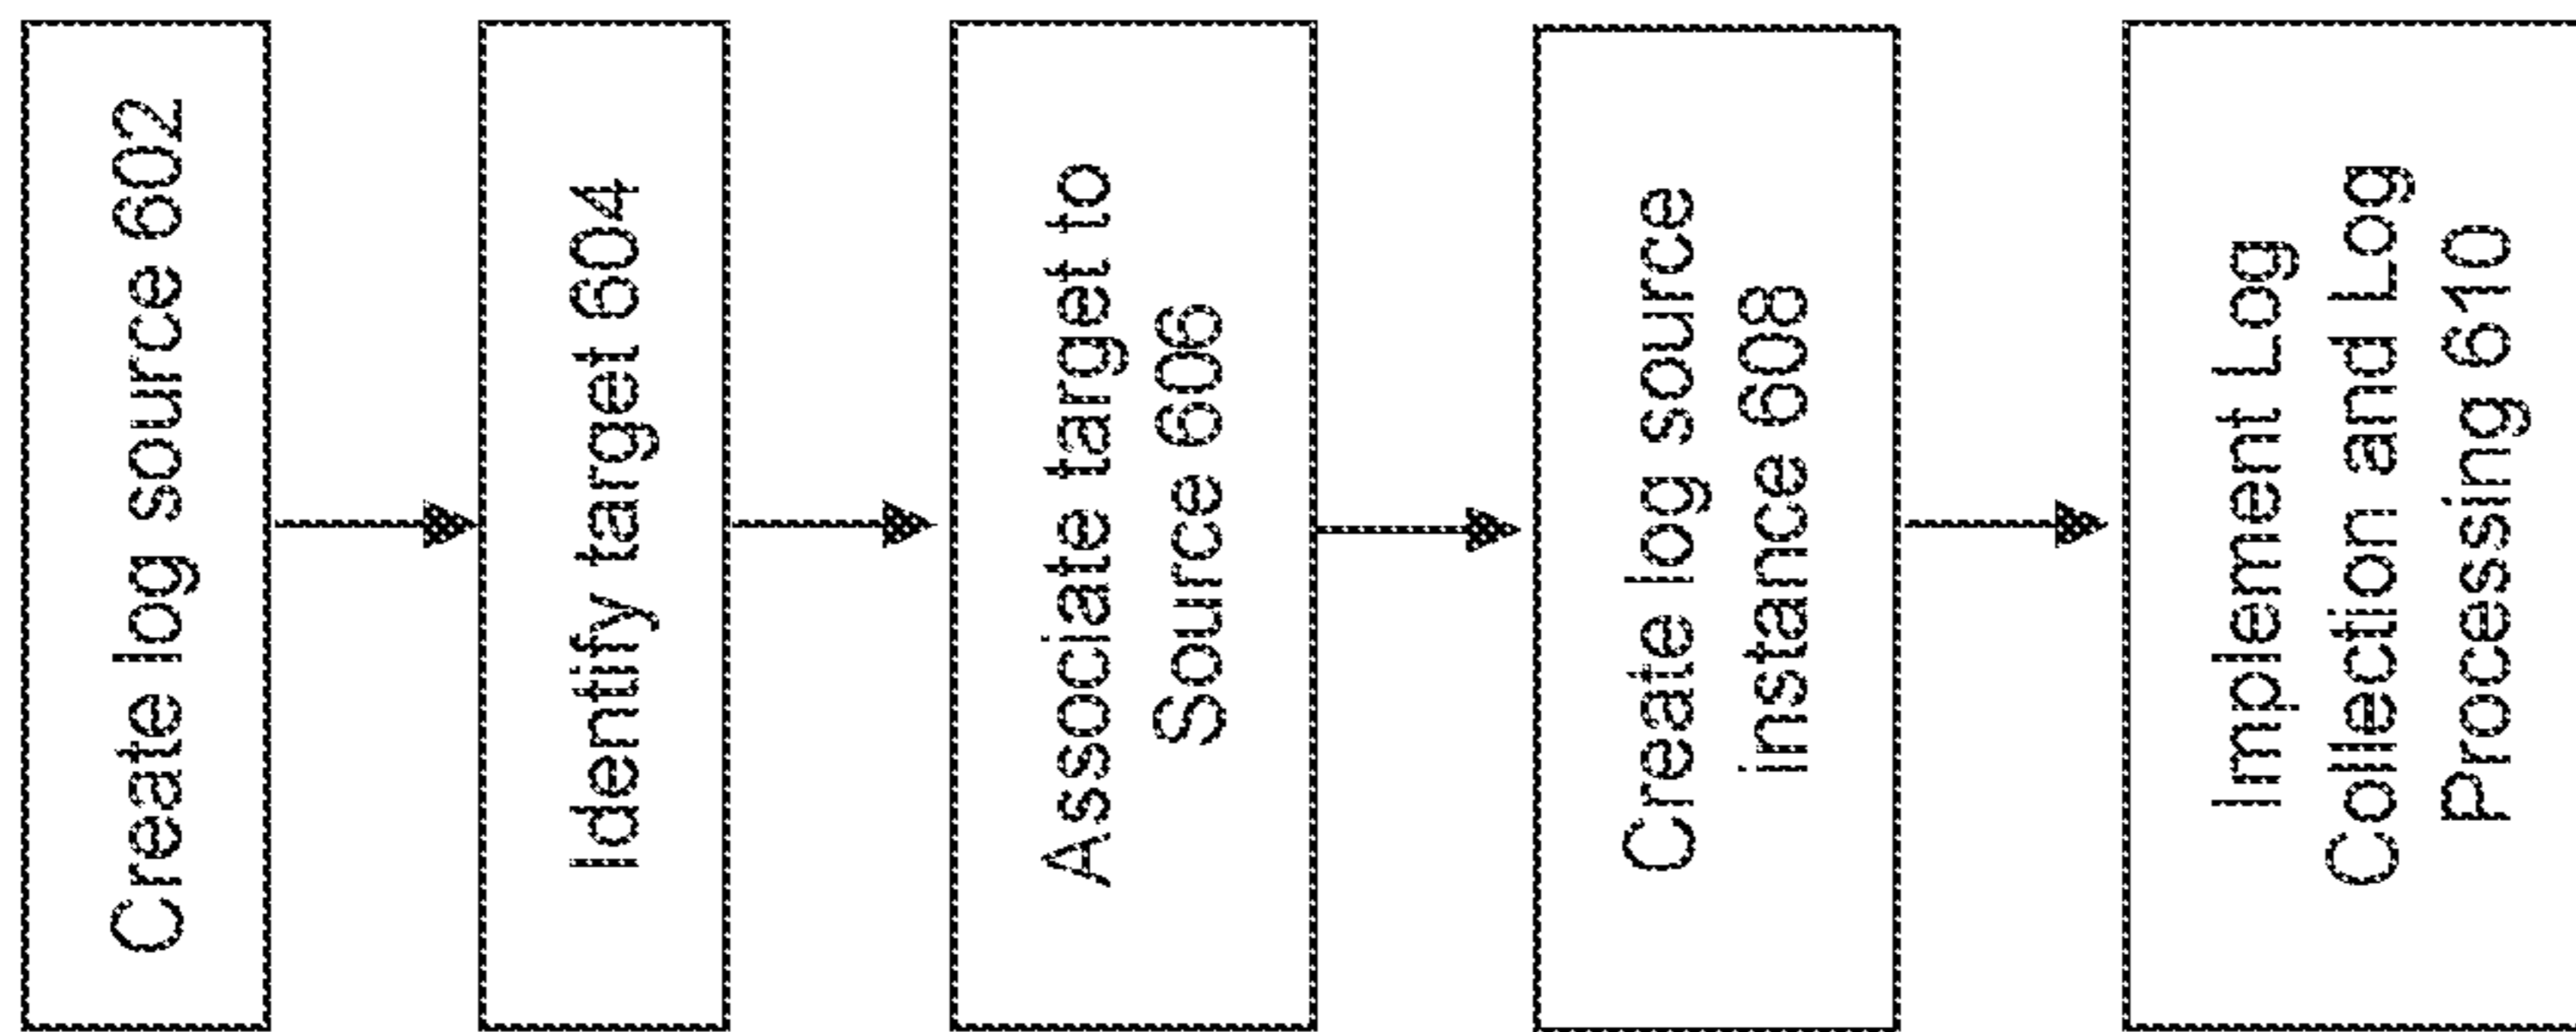 Create log source 602
Identify target 604
Associate target to
Source 606
Create log source
instance 608
Implement Log
Collection and Log
Processing 610